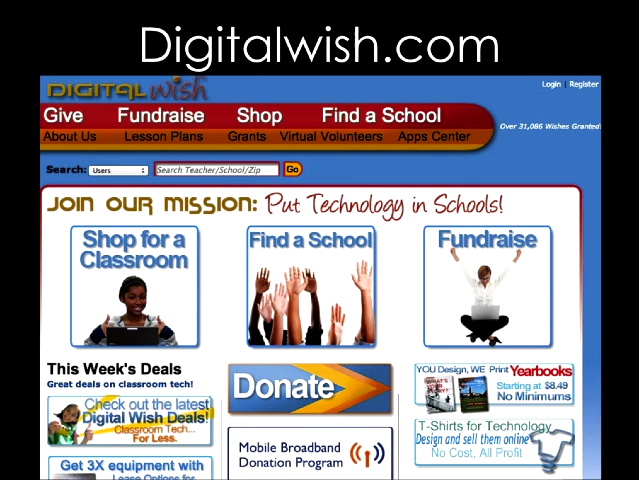 Digitalwish.com
DIGITAL wish
Login | Register
Give Fundraise Shop Find a School
About Us Lesson Plans Grants Virtual Volunteers Apps Center
Over 31,086 Wishes Granted!
Search: Users Search Teacher/School/Zip Go
JOIN OUR MISSION: Put Technology in Schools!
Shop for a
Classroom
Find a School
Fundraise
This Week's Deals
Great deals on classroom tech!
Check out the latest
Digital Wish Deals!
Classroom Tech...
For Less.
Get 3X equipment with
Lease Options for
Donate
Mobile Broadband
Donation Program
YOU Design, WE Print Yearbooks
Starting at $8.49
No Minimums
T-Shirts for Technology
Design and sell them online
No Cost, All Profit